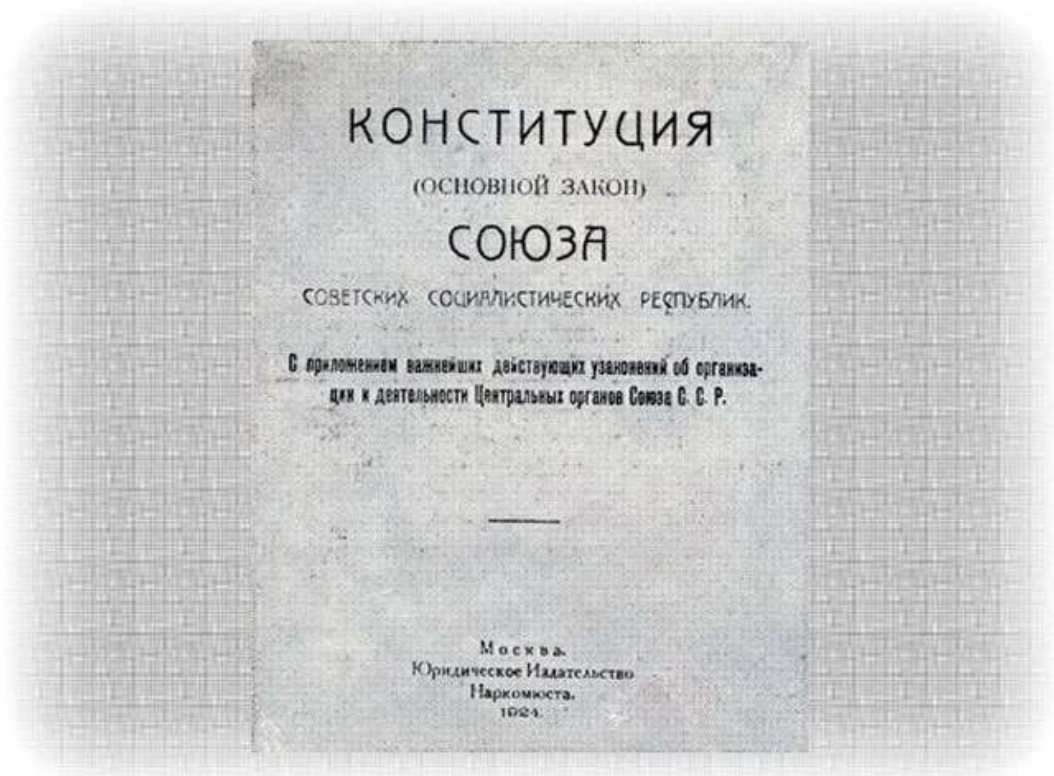 КОНСТИТУЦИЯ
(ОСНОВНОЙ ЗАКОН)
СОЮЗА
СОВЕТСКИХ СОЦИАЛИСТИЧЕСКИХ РЕСПУБЛИК.
С приложением важнейших действующих узаконений об организа-
ции и деятельности Центральных органов Союза С. С. Р.
Москва.
Юридическое Издательство
Наркомюста.
1924.